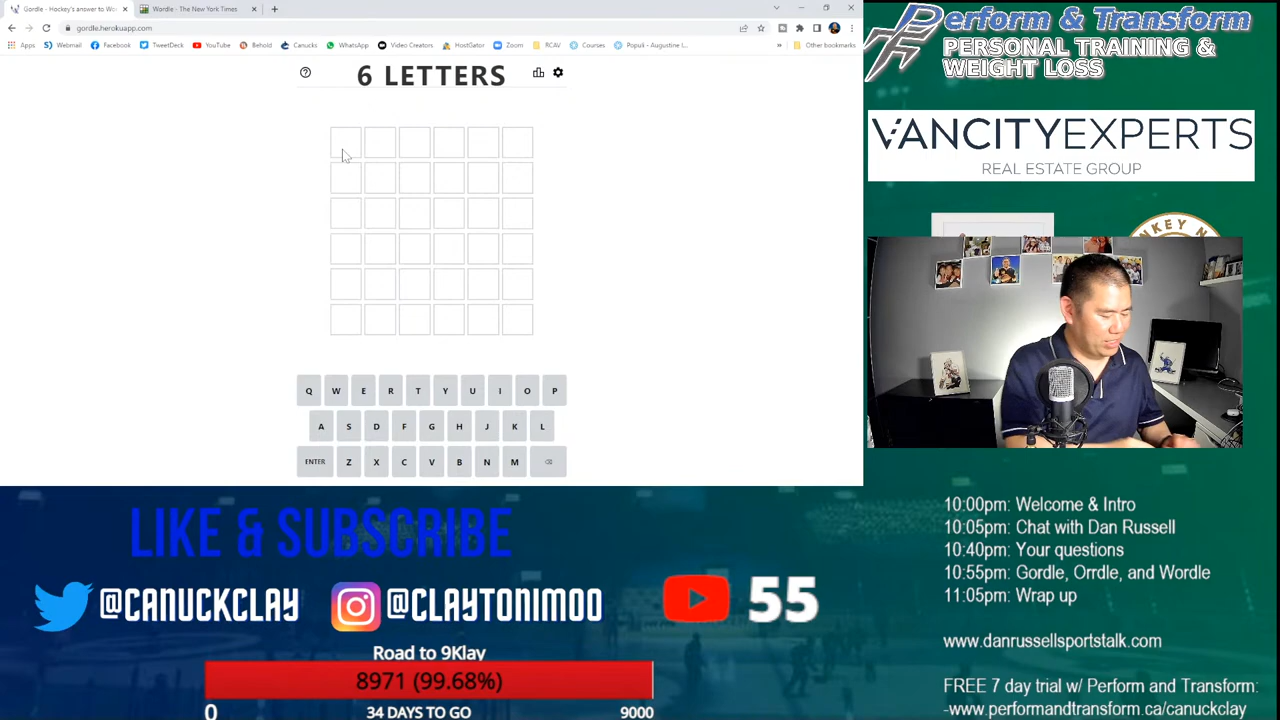 Gordle - Hockey's answer to Wo
Wordle - The New York Times
gordle.herokuapp.com
Apps
Webmail
Facebook
TweetDeck
YouTube
Behold
Canucks
WhatsApp
Video Creators
HostGator
Zoom
RCAV
Courses
Populi - Augustine I...
Other bookmarks
6 LETTERS
Q W E R T Y U I O P
A S D F G H J K L
ENTER Z X C V B N M
Perform & Transform
PERSONAL TRAINING &
WEIGHT LOSS
VANCITYEXPERTS
REAL ESTATE GROUP
LIKE & SUBSCRIBE
@CANUCKCLAY
@CLAYTONIMOO
55
Road to 9Klay
8971 (99.68%)
0
34 DAYS TO GO
9000
10:00pm: Welcome & Intro
10:05pm: Chat with Dan Russell
10:40pm: Your questions
10:55pm: Gordle, Orrdle, and Wordle
11:05pm: Wrap up
www.danrussellsportstalk.com
FREE 7 day trial w/ Perform and Transform:
-www.performandtransform.ca/canuckclay